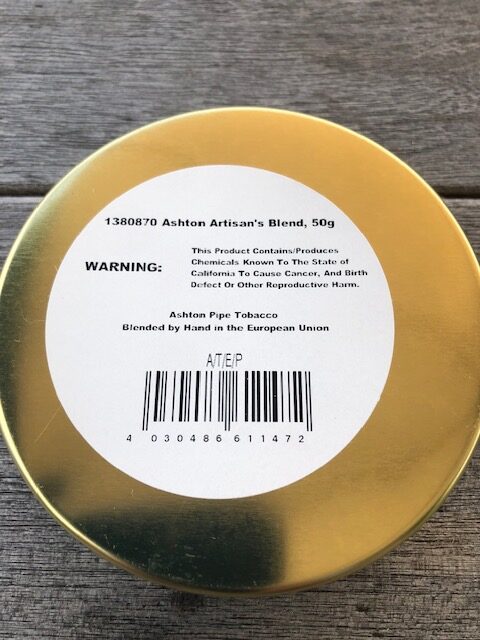 1380870 Ashton Artisan's Blend, 50g
WARNING:
This Product Contains/Produces
Chemicals Known To The State of
California To Cause Cancer, And Birth
Defect Or Other Reproductive Harm.
Ashton Pipe Tobacco
Blended by Hand in the European Union
A/T/E/P
4 030486 611472